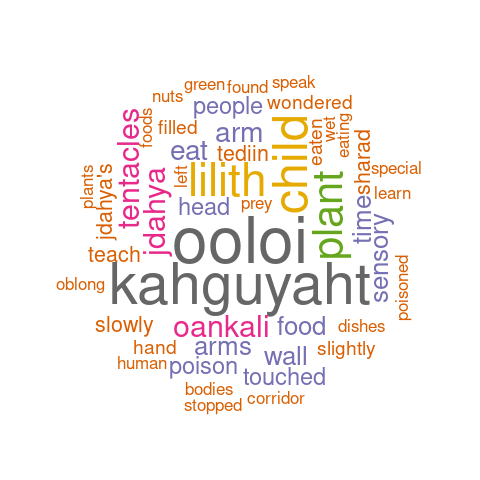 green found speak
nuts people wondered
foods filled arm eaten wet eating
tentacles eat tediin sharad
plants jdahya's left lilith child special
jdahya head prey plant time learn
ooloi sensory
teach kahguyaht
oblong poisoned
slowly oankali food dishes
hand arms wall slightly
human poison touched
bodies corridor
stopped